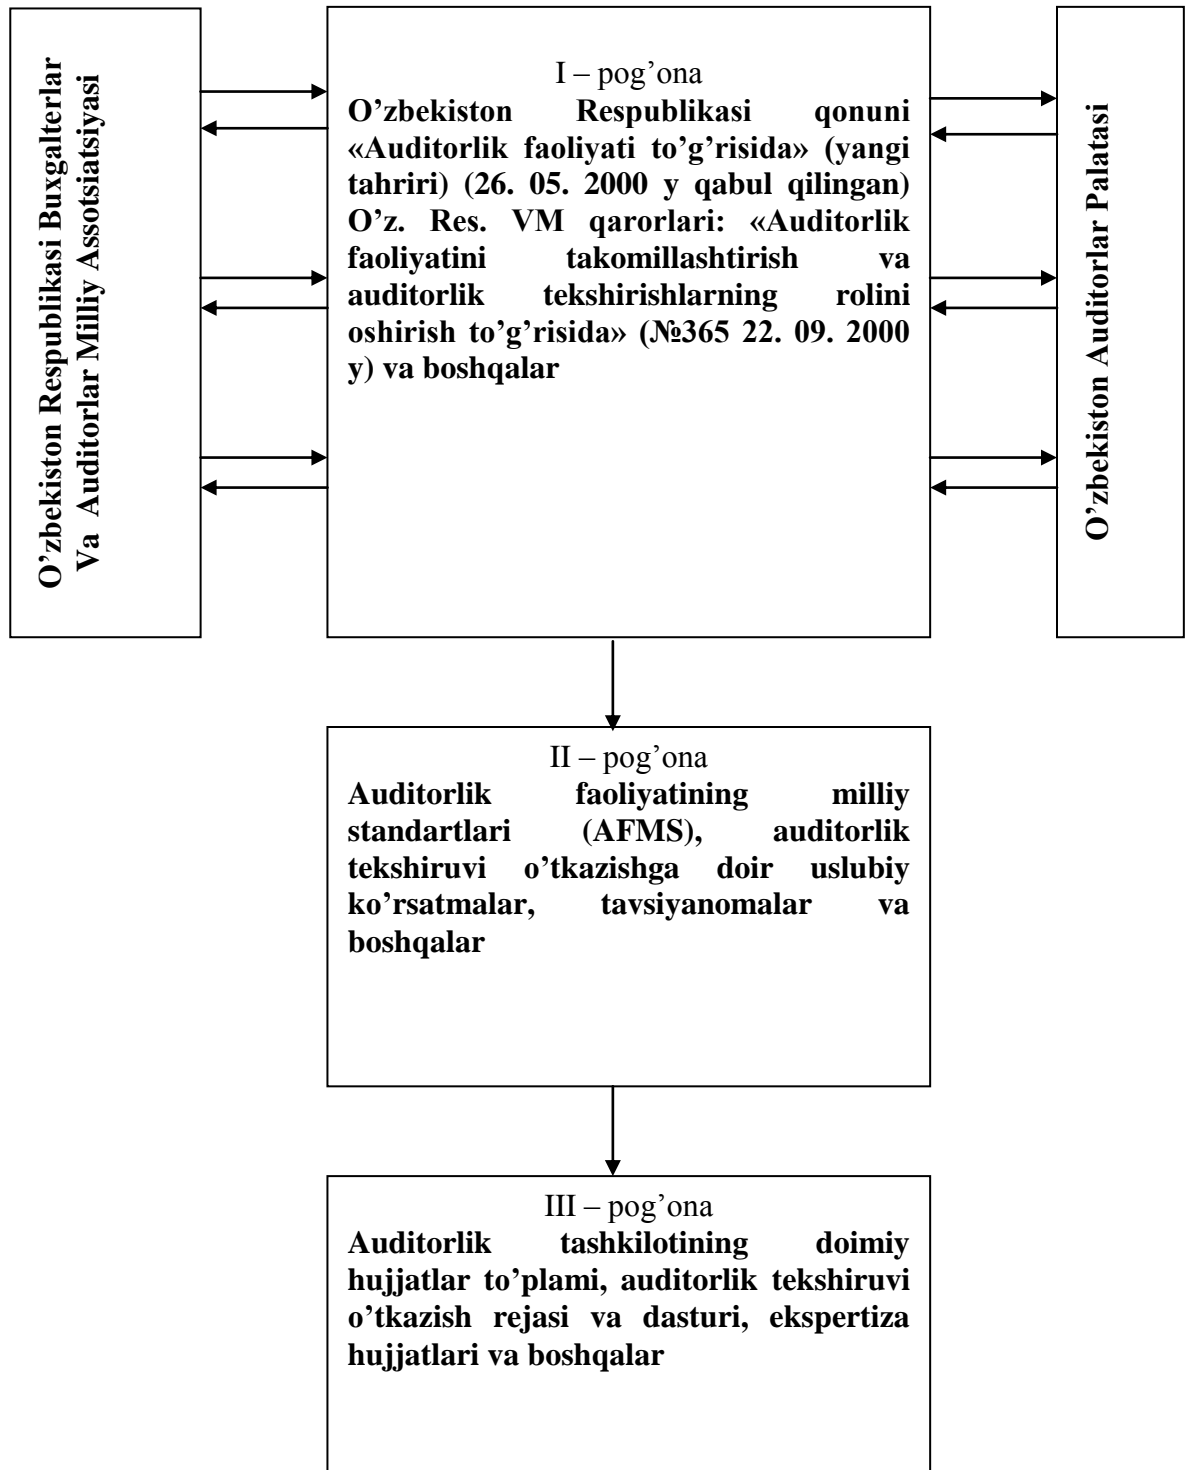 O’zbekiston Respublikasi Buxgalterlar
Va Auditorlar Milliy Assotsiatsiyasi
I – pog’ona
O’zbekiston Respublikasi qonuni
«Auditorlik faoliyati to’g’risida» (yangi
tahriri) (26. 05. 2000 y qabul qilingan)
O’z. Res. VM qarorlari: «Auditorlik
faoliyatini takomillashtirish va
auditorlik tekshirishlarning rolini
oshirish to’g’risida» (№365 22. 09. 2000
y) va boshqalar
O’zbekiston Auditorlar Palatasi
II – pog’ona
Auditorlik faoliyatining milliy
standartlari (AFMS), auditorlik
tekshiruvi o’tkazishga doir uslubiy
ko’rsatmalar, tavsiyanomalar va
boshqalar
III – pog’ona
Auditorlik tashkilotining doimiy
hujjatlar to’plami, auditorlik tekshiruvi
o’tkazish rejasi va dasturi, ekspertiza
hujjatlari va boshqalar